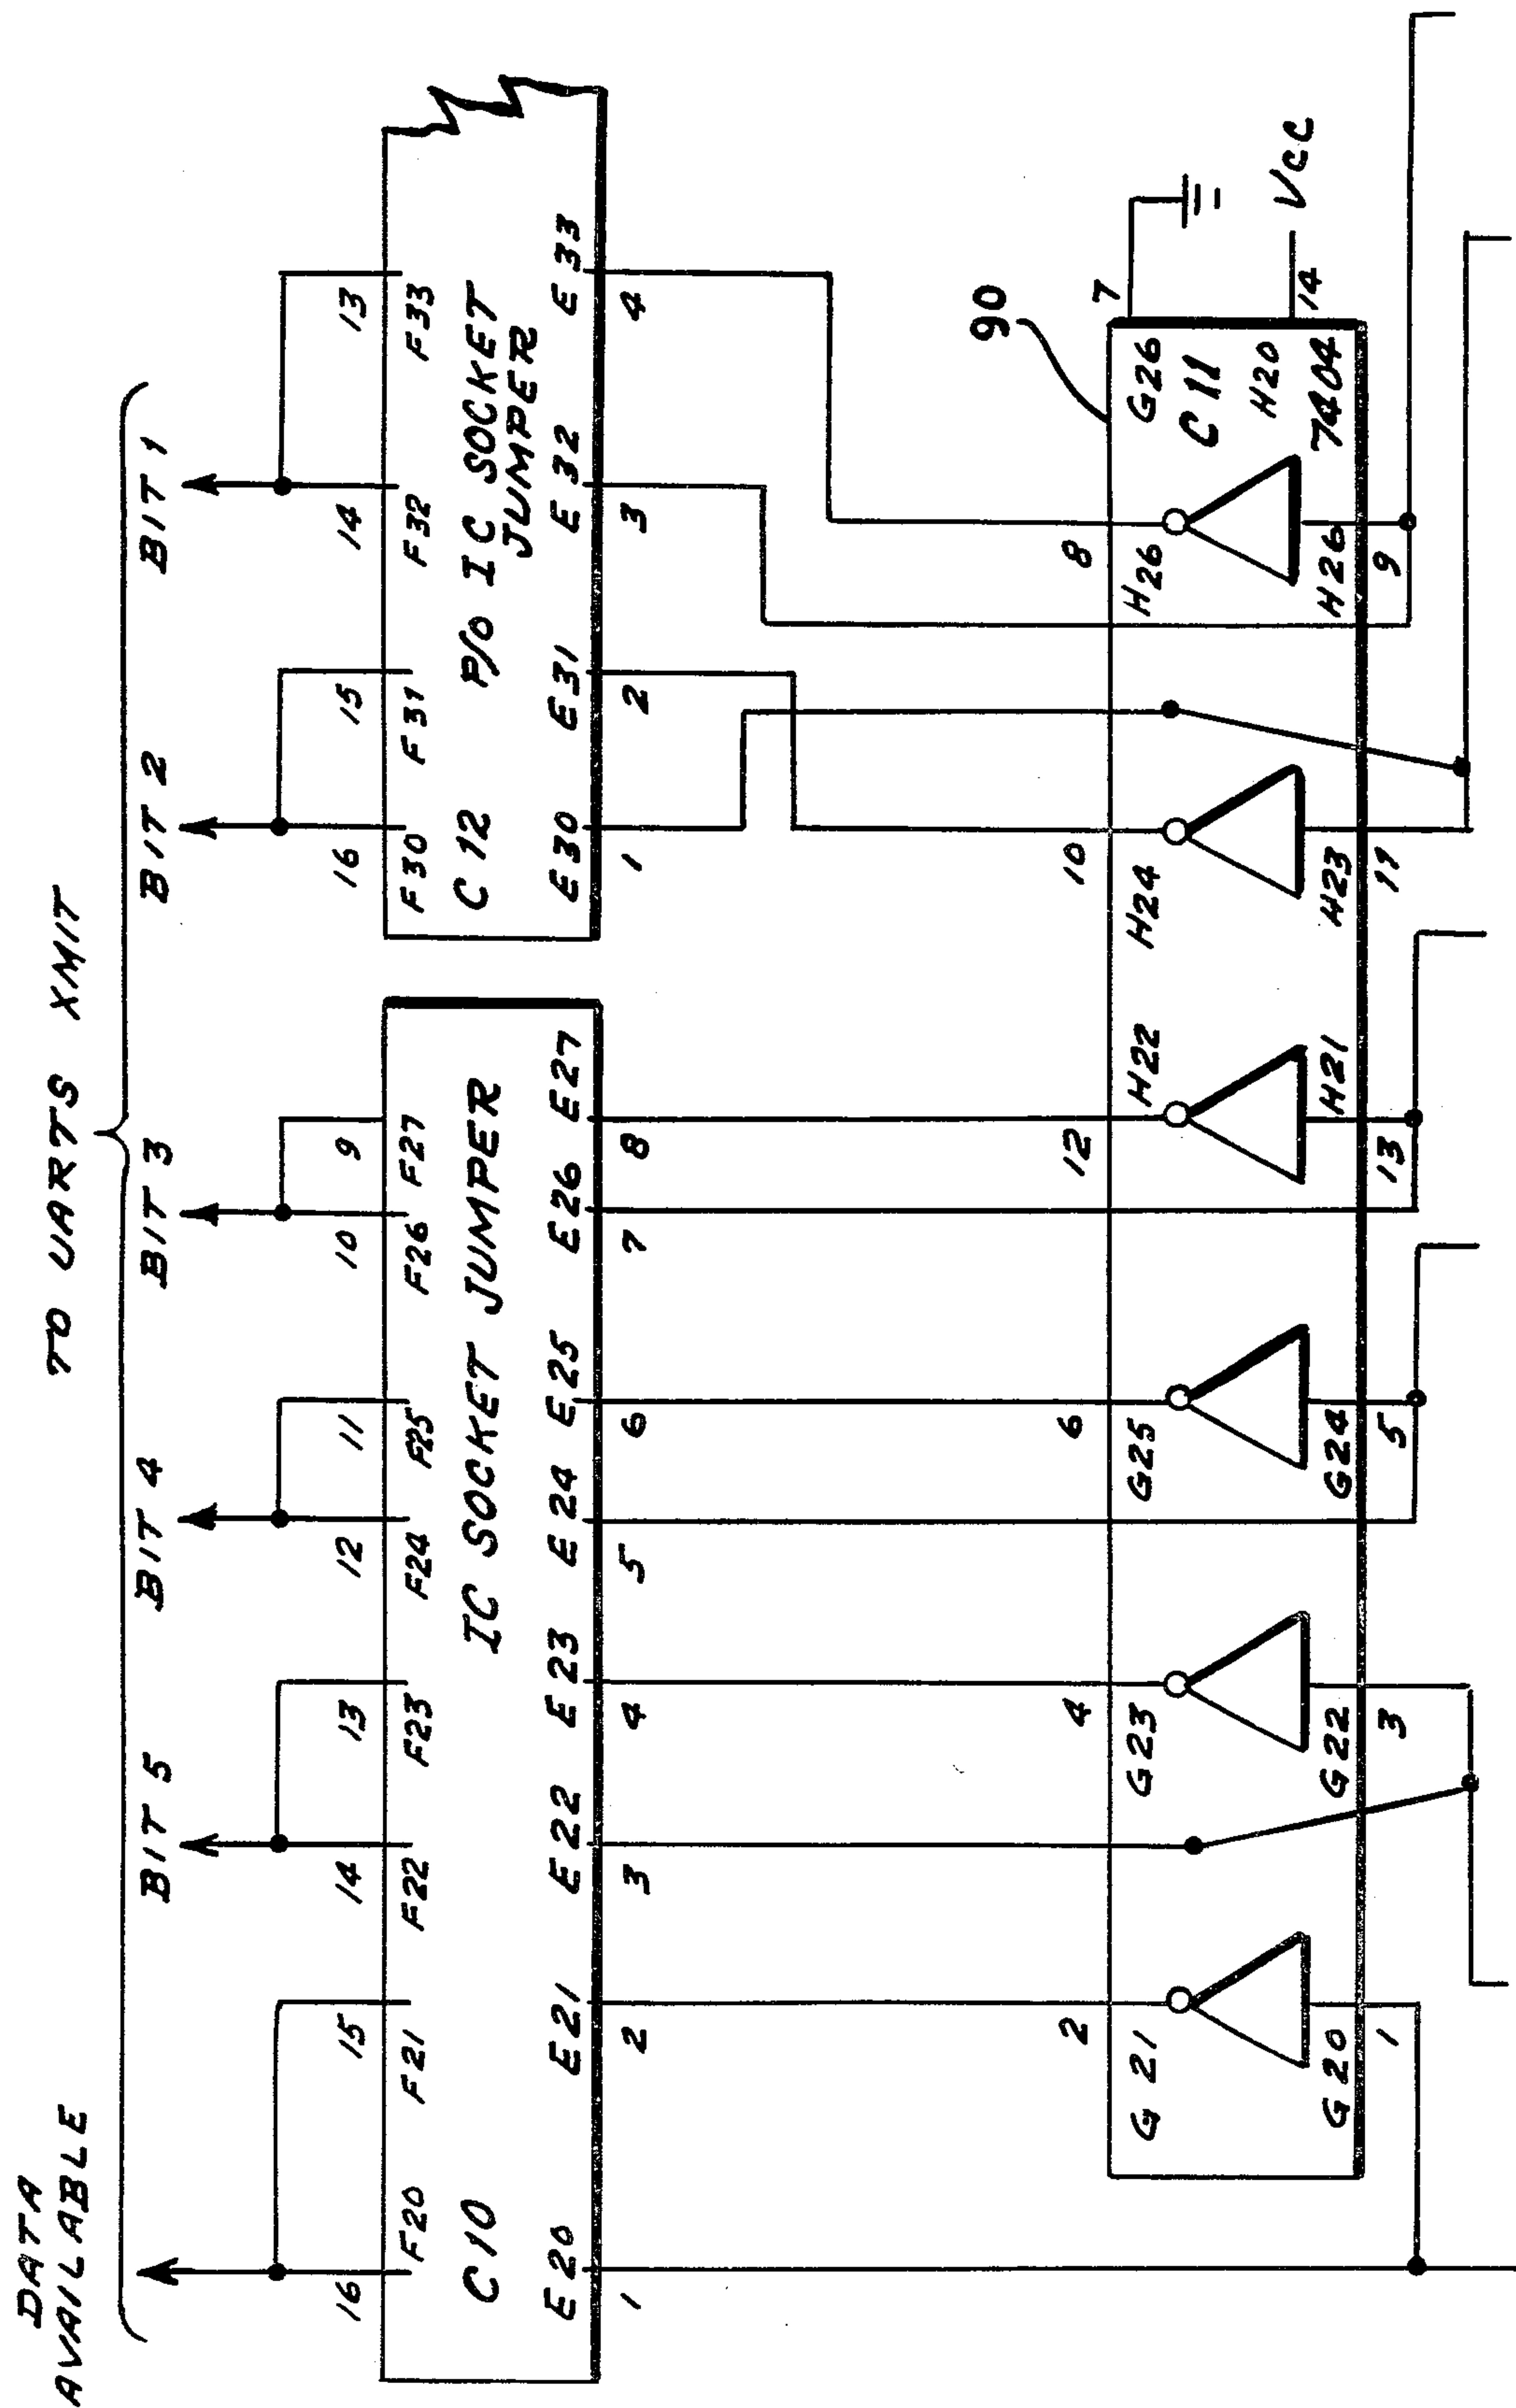 TO UARTS XMIT
DATA
AVAILABLE
BIT 5
BIT 4
BIT 3
BIT 2
BIT 1
16
15
14
13
12
11
10
9
16
15
14
13
F20
F21
F22
F23
F24
F25
F26
F27
F30
F31
F32
F33
C10
IC SOCKET JUMPER
C12
P/O IC SOCKET
JUMPER
E20
E21
E22
E23
E24
E25
E26
E27
E30
E31
E32
E33
1
2
3
4
5
6
7
8
1
2
3
4
90
2
4
6
12
10
8
7
G21
G23
G25
H22
H24
H26
G26
C11
H20
7404
14
Vcc
G20
G22
G24
H21
H23
H26
1
3
5
13
11
9